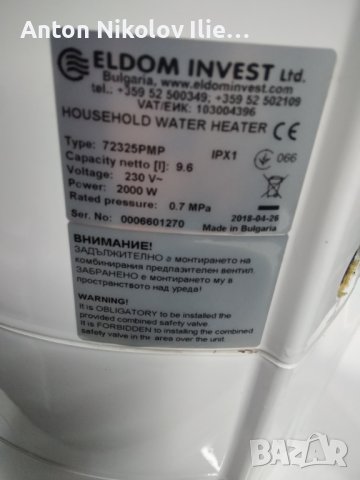 Anton Nikolov Ilie...
ELDOM INVEST Ltd.
Bulgaria, www.eldominvest.com
tel.: +359 52 500349; +359 52 502109
VAT/ЕИК: 103004396
HOUSEHOLD WATER HEATER CE
Type: 72325PMP IPX1 066
Capacity netto [l]: 9.6
Voltage: 230 V~
Power: 2000 W
Rated pressure: 0.7 MPa
Ser. No: 0006601270 2018-04-26
Made in Bulgaria
ВНИМАНИЕ!
ЗАДЪЛЖИТЕЛНО е монтирането на
комбинирания предпазителен вентил.
ЗАБРАНЕНО е монтирането му в
пространството над уреда!
WARNING!
It is OBLIGATORY to be installed the
provided combined safety valve.
It is FORBIDDEN to installing the combined
safety valve in the area over the unit.
BAZAR